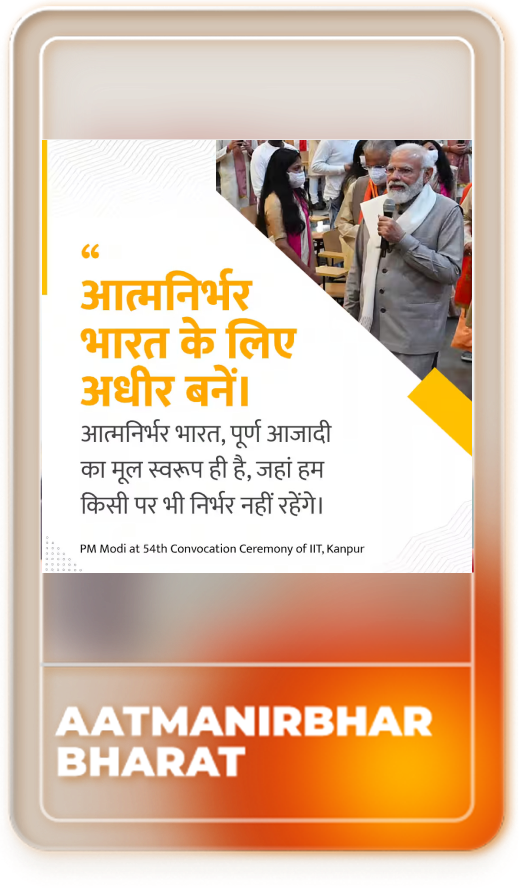 “
आत्मनिर्भर
भारत के लिए
अधीर बनें।
आत्मनिर्भर भारत, पूर्ण आजादी
का मूल स्वरूप ही है, जहां हम
किसी पर भी निर्भर नहीं रहेंगे।
PM Modi at 54th Convocation Ceremony of IIT, Kanpur
AATMANIRBHAR
BHARAT